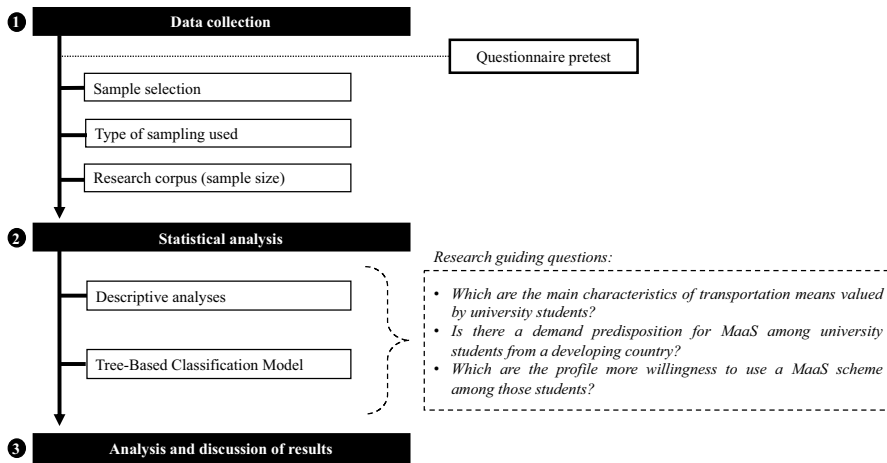 1 Data collection
Questionnaire pretest
Sample selection
Type of sampling used
Research corpus (sample size)
2 Statistical analysis
Descriptive analyses
Tree-Based Classification Model
Research guiding questions:
• Which are the main characteristics of transportation means valued
by university students?
• Is there a demand predisposition for MaaS among university
students from a developing country?
• Which are the profile more willingness to use a MaaS scheme
among those students?
3 Analysis and discussion of results